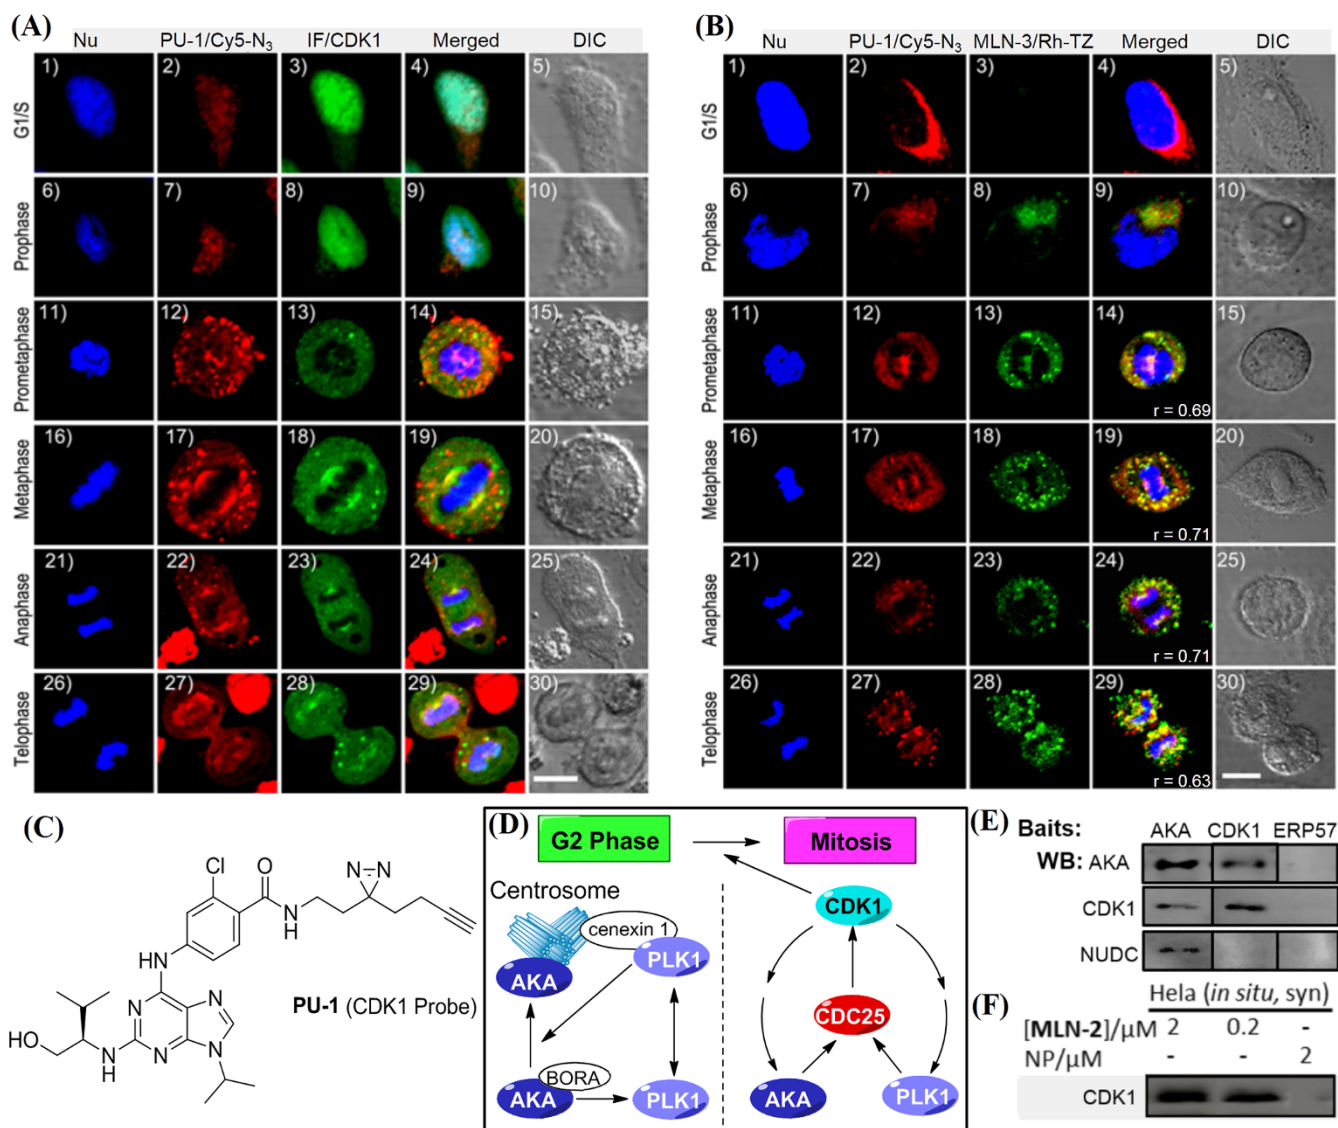 (A)
Nu PU-1/Cy5-N3 IF/CDK1 Merged DIC
G1/S
1) 2) 3) 4) 5)
Prophase
6) 7) 8) 9) 10)
Prometaphase
11) 12) 13) 14) 15)
Metaphase
16) 17) 18) 19) 20)
Anaphase
21) 22) 23) 24) 25)
Telophase
26) 27) 28) 29) 30)
(B)
Nu PU-1/Cy5-N3 MLN-3/Rh-TZ Merged DIC
G1/S
1) 2) 3) 4) 5)
Prophase
6) 7) 8) 9) 10)
Prometaphase
11) 12) 13) 14) 15)
r = 0.69
Metaphase
16) 17) 18) 19) 20)
r = 0.71
Anaphase
21) 22) 23) 24) 25)
r = 0.71
Telophase
26) 27) 28) 29) 30)
r = 0.63
(C)
Cl
O
N=N
N
H
NH
N
N
N
N
HO
N
H
PU-1 (CDK1 Probe)
(D)
G2 Phase
Mitosis
Centrosome
cenexin 1
AKA
PLK1
BORA
AKA
PLK1
CDK1
CDC25
AKA
PLK1
(E)
Baits: AKA CDK1 ERP57
WB: AKA
CDK1
NUDC
(F)
Hela (in situ, syn)
[MLN-2]/μM 2 0.2 -
NP/μM - - 2
CDK1